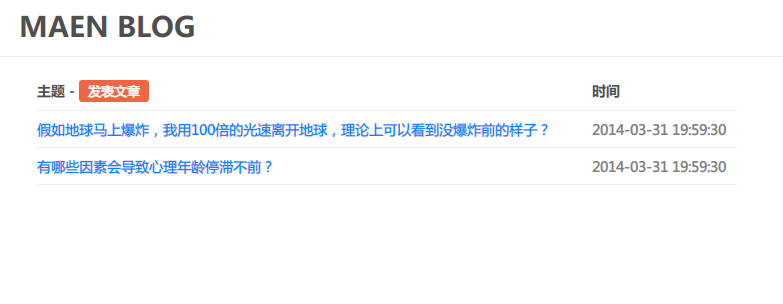 MAEN BLOG
主题 - 发表文章 时间
假如地球马上爆炸，我用100倍的光速离开地球，理论上可以看到没爆炸前的样子？ 2014-03-31 19:59:30
有哪些因素会导致心理年龄停滞不前？ 2014-03-31 19:59:30